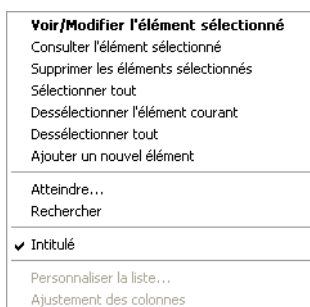 Voir/Modifier l'élément sélectionné
Consulter l'élément sélectionné
Supprimer les éléments sélectionnés
Sélectionner tout
Dessélectionner l'élément courant
Dessélectionner tout
Ajouter un nouvel élément
Atteindre...
Rechercher
Intitulé
Personnaliser la liste...
Ajustement des colonnes